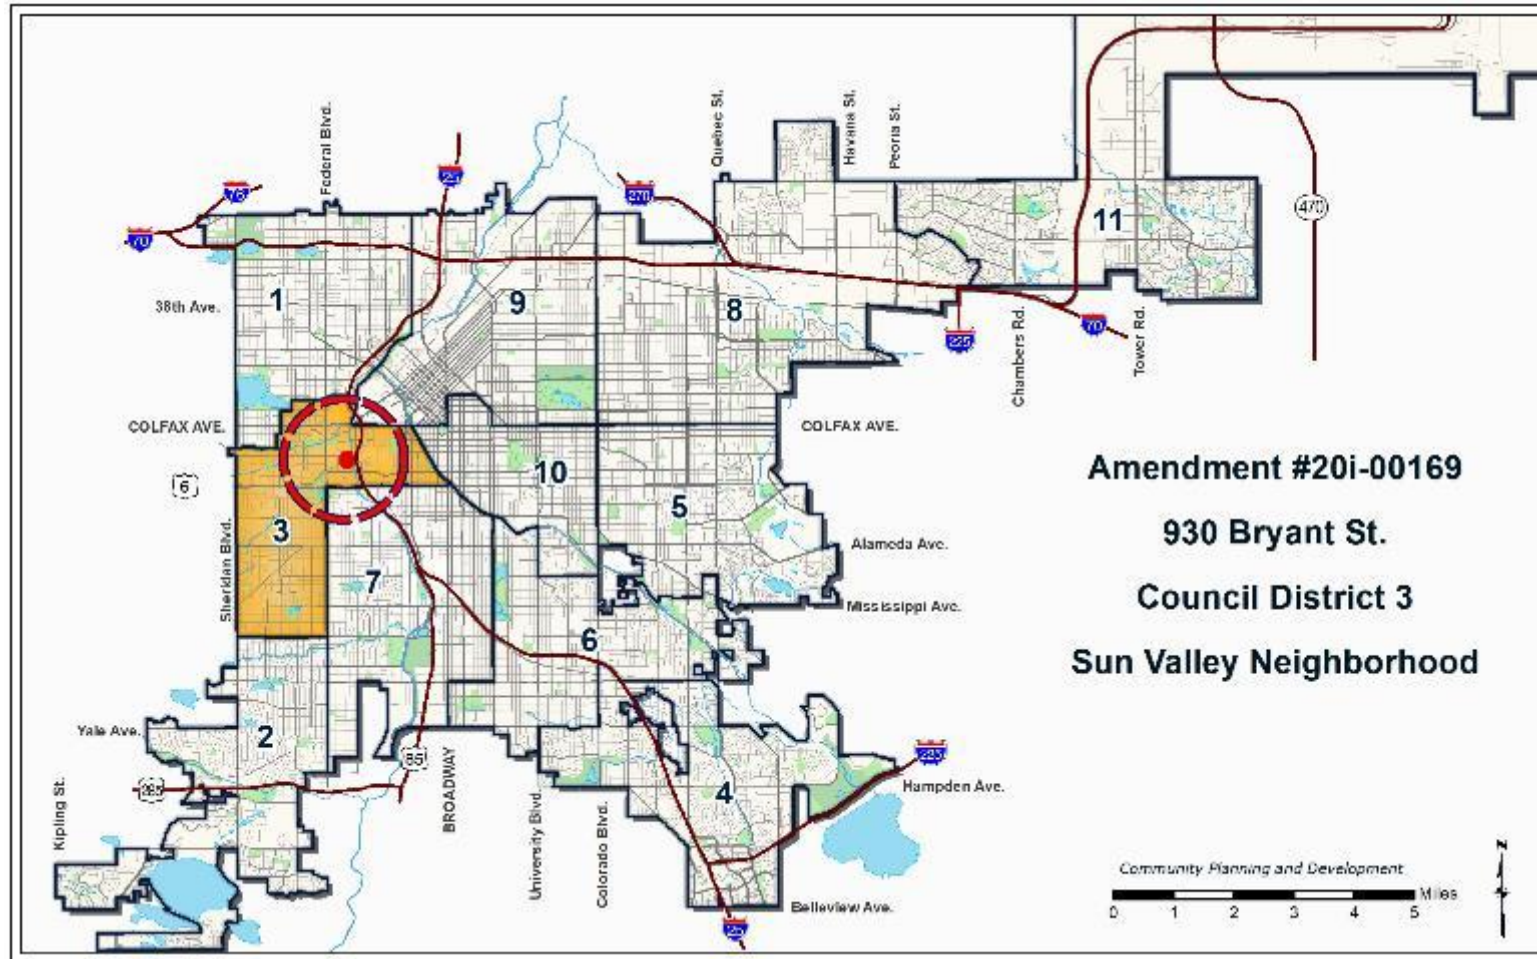 Federal Blvd.
Quebec St.
Havana St.
Peoria St.
76
25
270
70
470
11
1
9
8
38th Ave.
225
70
Chambers Rd.
Tower Rd.
COLFAX AVE.
COLFAX AVE.
6
10
5
3
Sheridan Blvd.
Alameda Ave.
7
Mississippi Ave.
6
Amendment #20i-00169
930 Bryant St.
Council District 3
Sun Valley Neighborhood
Yale Ave.
2
85
285
BROADWAY
225
Hampden Ave.
4
Kipling St.
University Blvd.
Colorado Blvd.
Belleview Ave.
25
Community Planning and Development
Miles
0 1 2 3 4 5
N